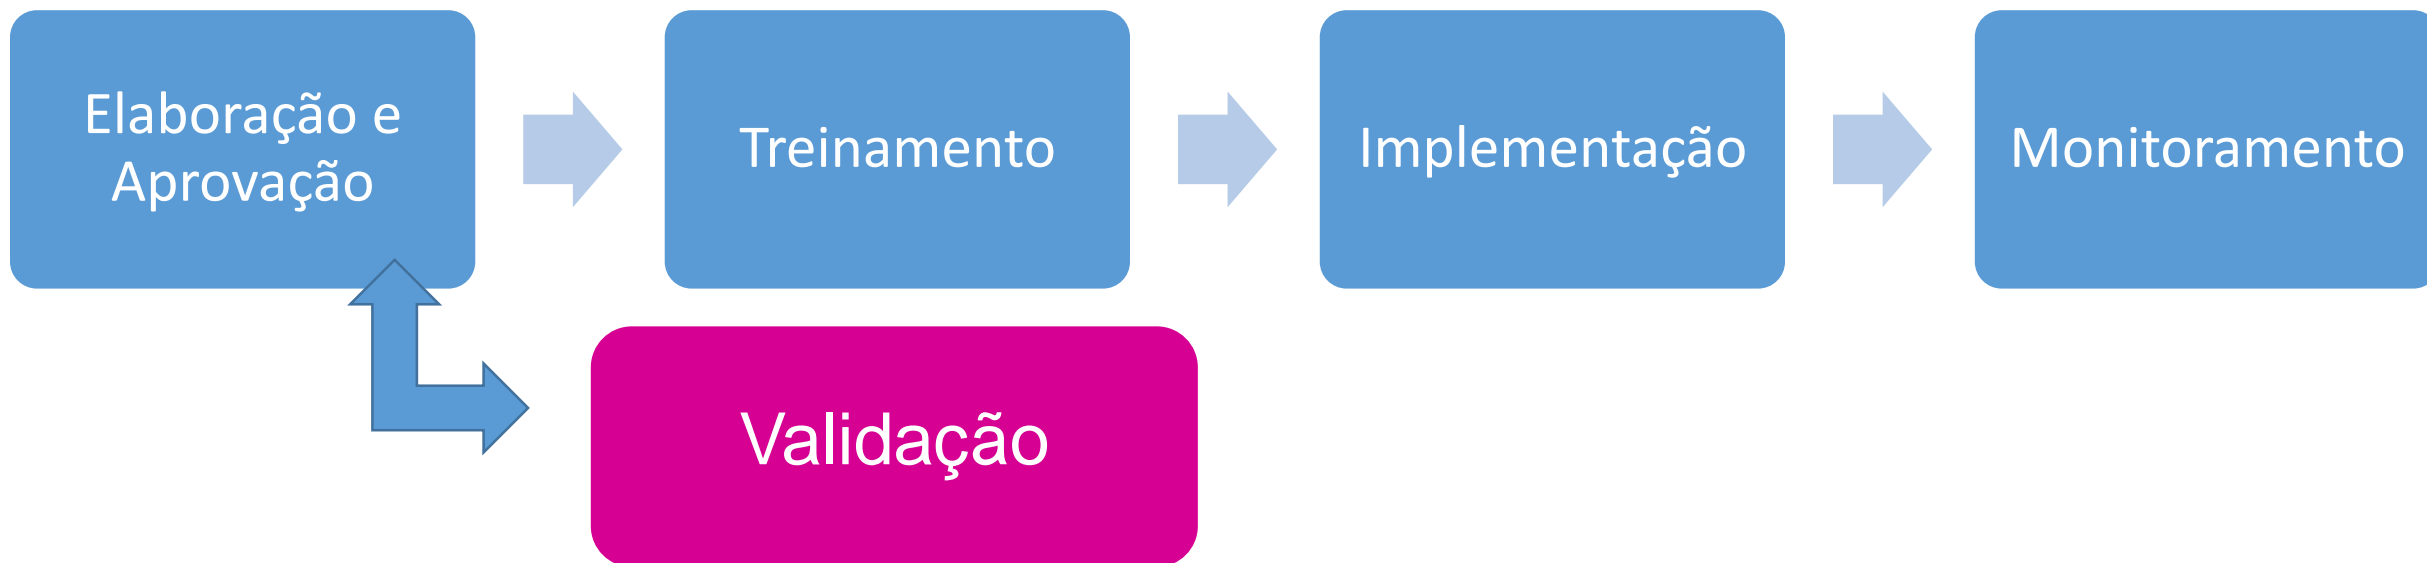 Elaboração e
Aprovação
Treinamento
Implementação
Monitoramento
Validação